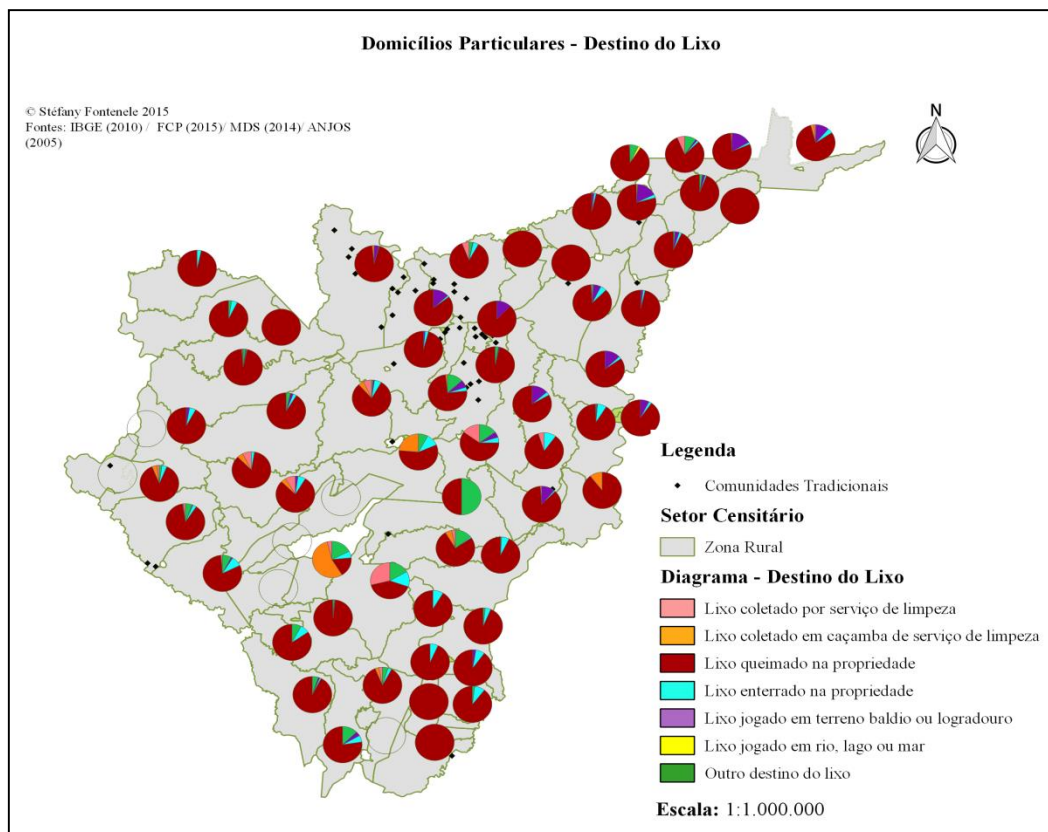 Domicílios Particulares - Destino do Lixo
© Stéfany Fontenele 2015
Fontes: IBGE (2010) / FCP (2015)/ MDS (2014)/ ANJOS
(2005)
N
Legenda
Comunidades Tradicionais
Setor Censitário
Zona Rural
Diagrama - Destino do Lixo
Lixo coletado por serviço de limpeza
Lixo coletado em caçamba de serviço de limpeza
Lixo queimado na propriedade
Lixo enterrado na propriedade
Lixo jogado em terreno baldio ou logradouro
Lixo jogado em rio, lago ou mar
Outro destino do lixo
Escala: 1:1.000.000